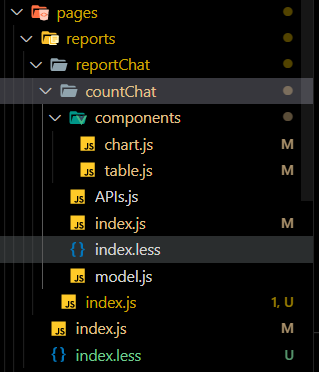 pages
reports
reportChat
countChat
components
JS chart.js M
JS table.js M
JS APIs.js
JS index.js M
{} index.less
JS model.js
JS index.js 1, U
JS index.js M
{} index.less U